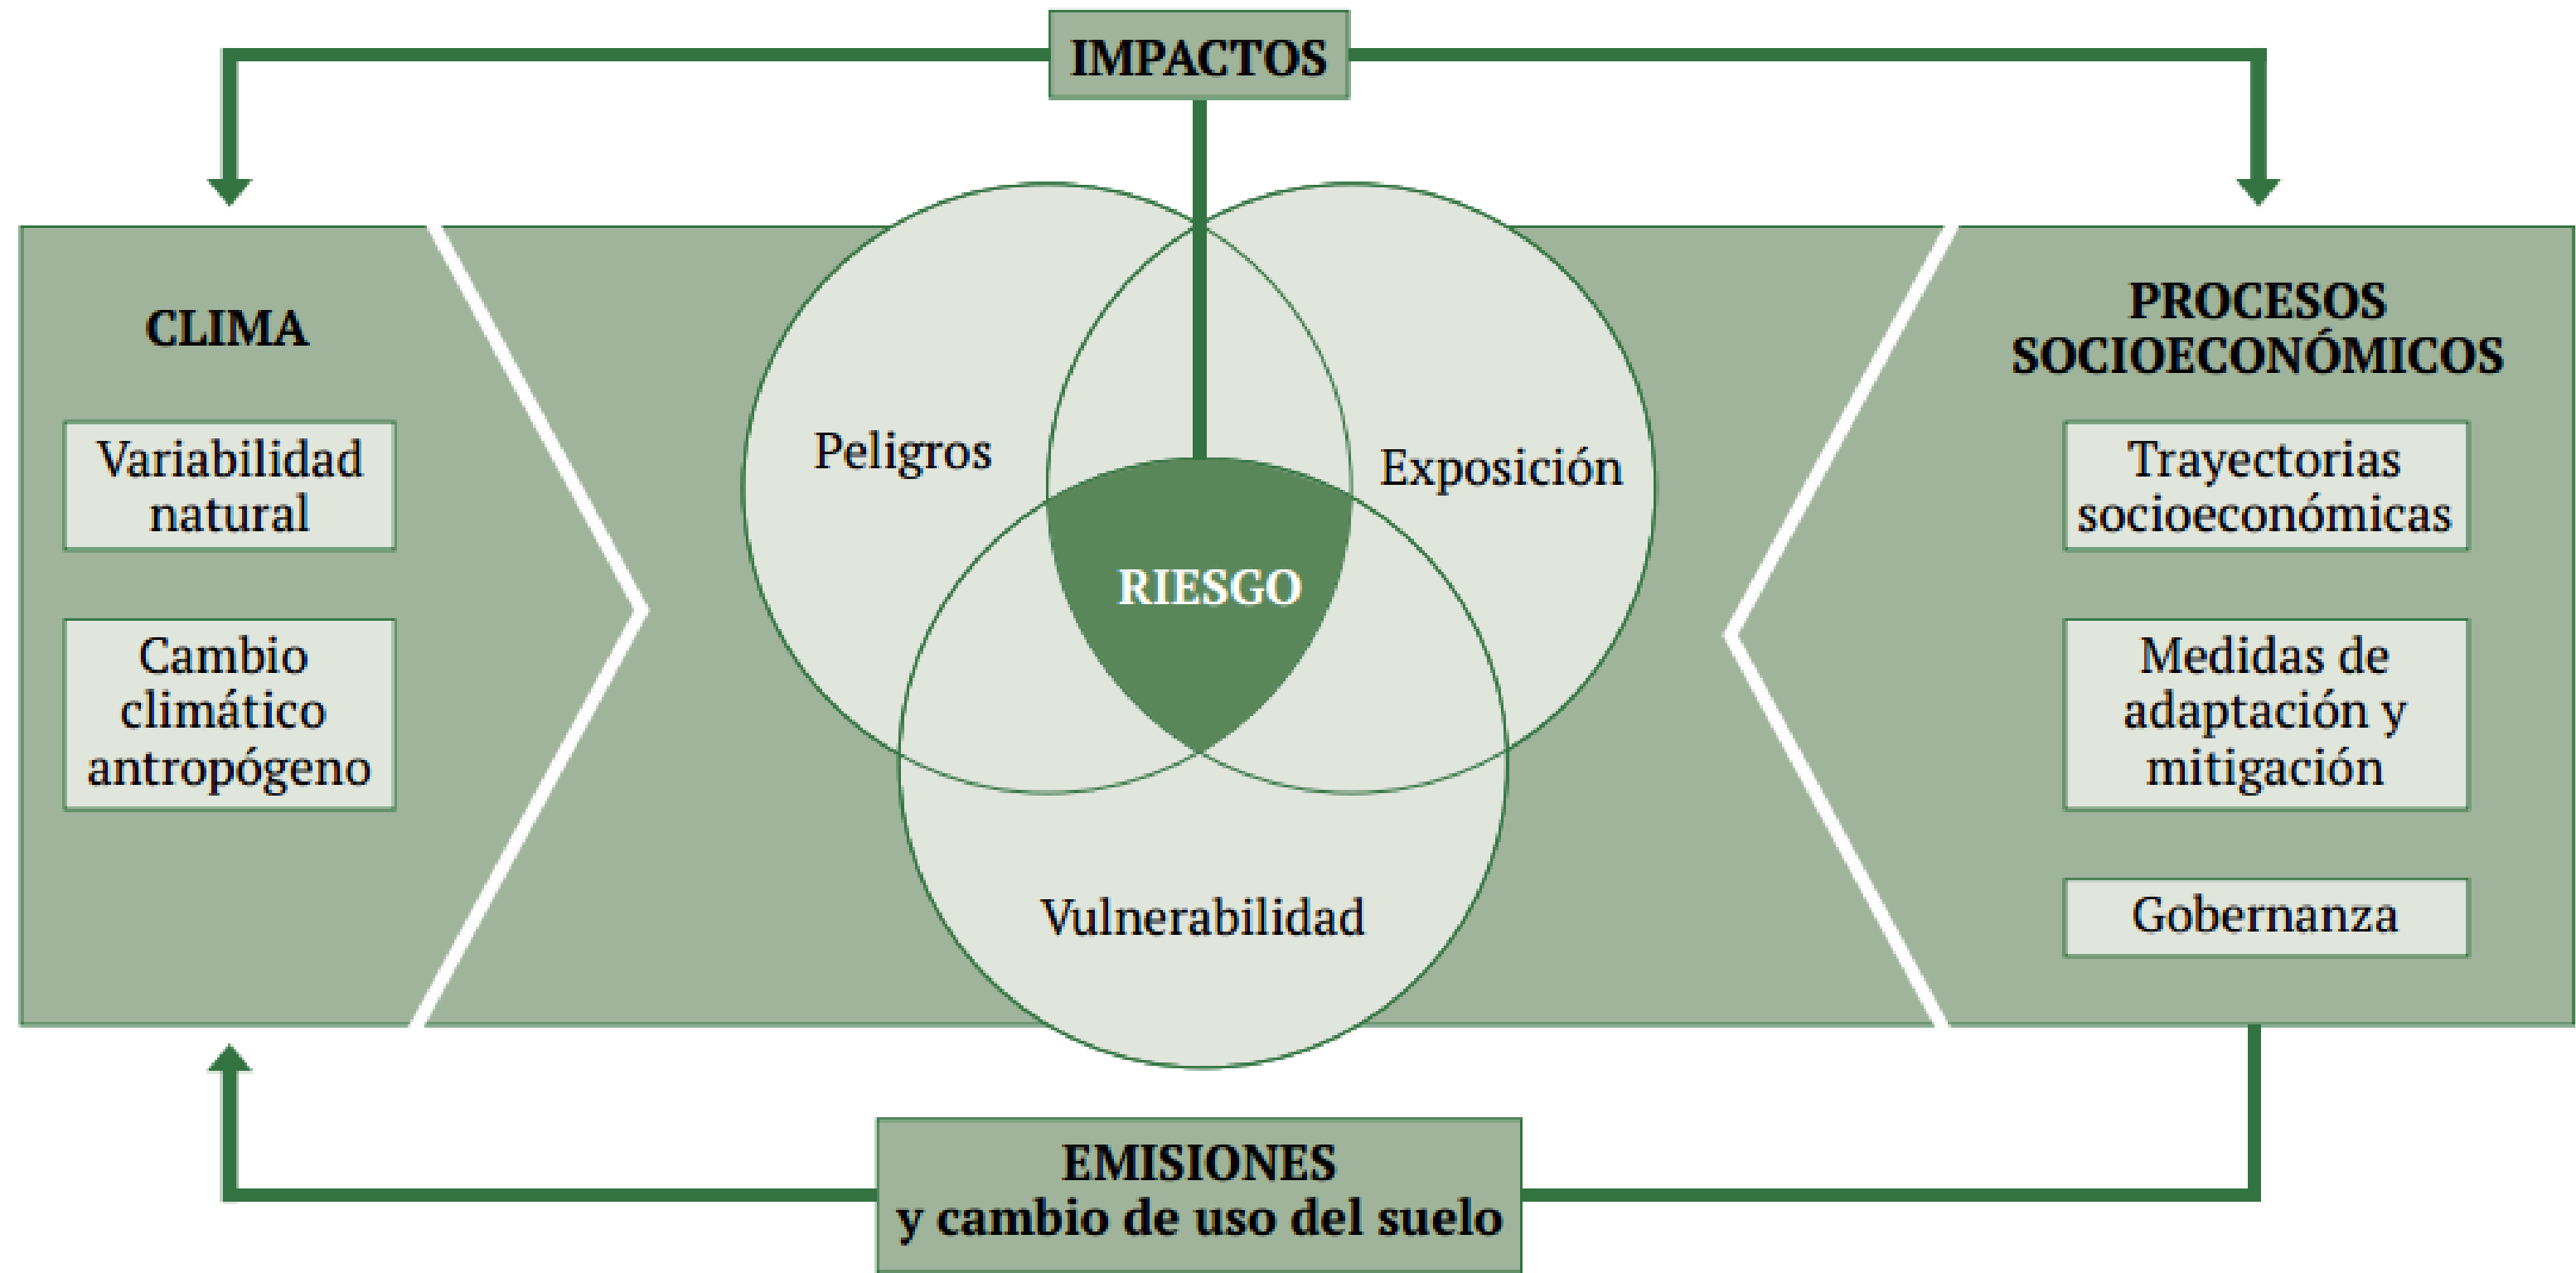 IMPACTOS
CLIMA
Variabilidad
natural
Cambio
climático
antropógeno
Peligros
Exposición
RIESGO
Vulnerabilidad
PROCESOS
SOCIOECONÓMICOS
Trayectorias
socioeconómicas
Medidas de
adaptación y
mitigación
Gobernanza
EMISIONES
y cambio de uso del suelo